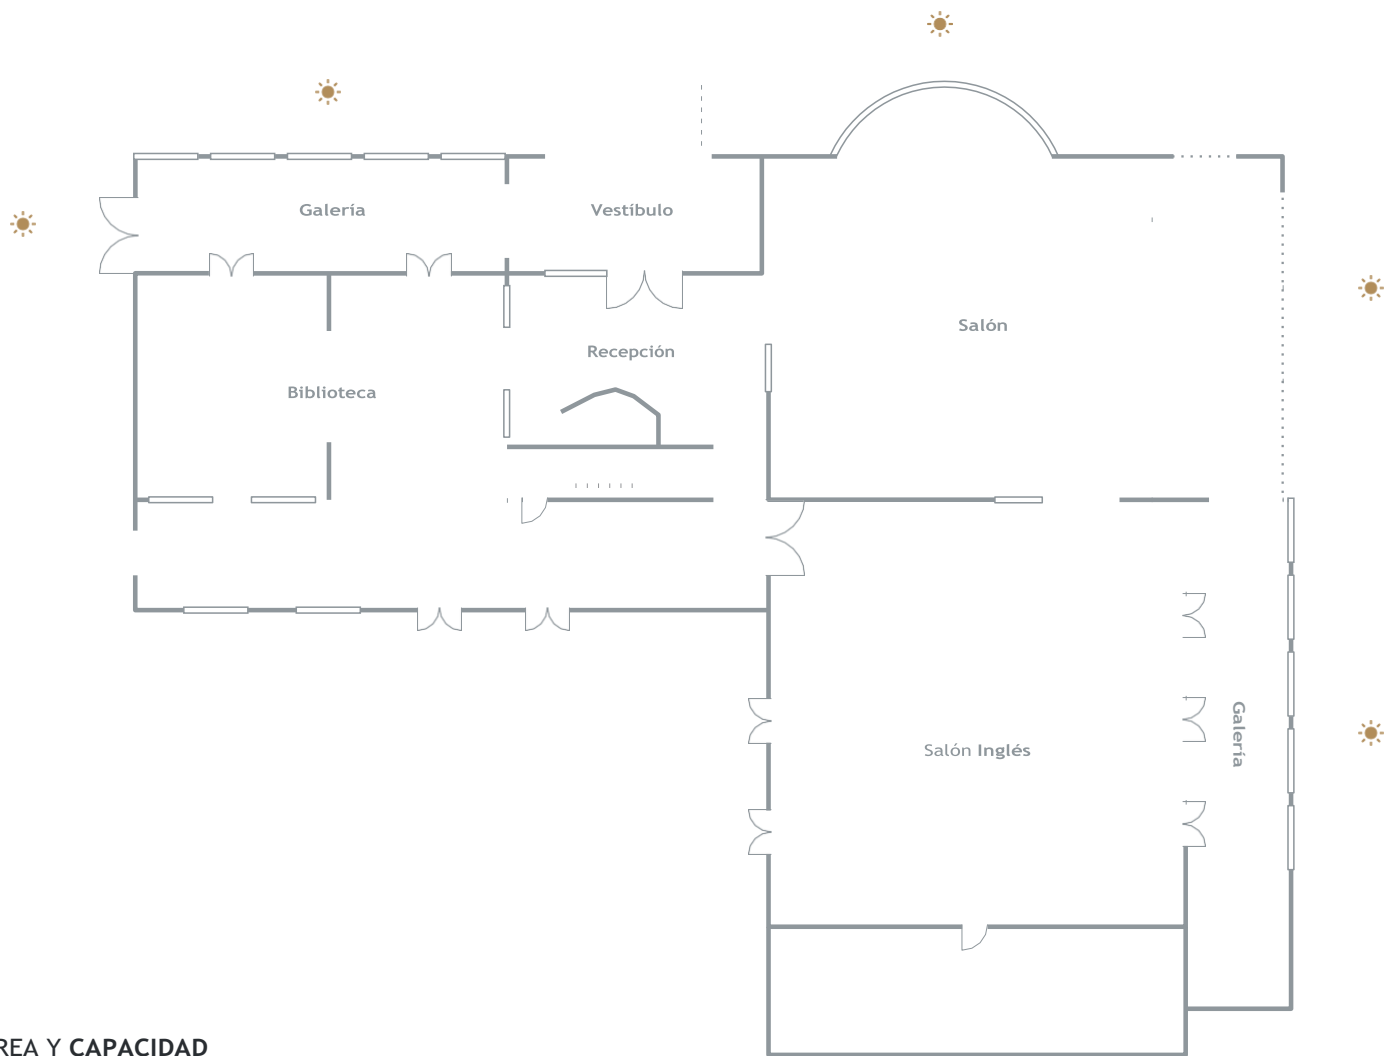 Galería
Vestíbulo
Salón
Recepción
Biblioteca
Galería
Salón Inglés
REA Y CAPACIDAD